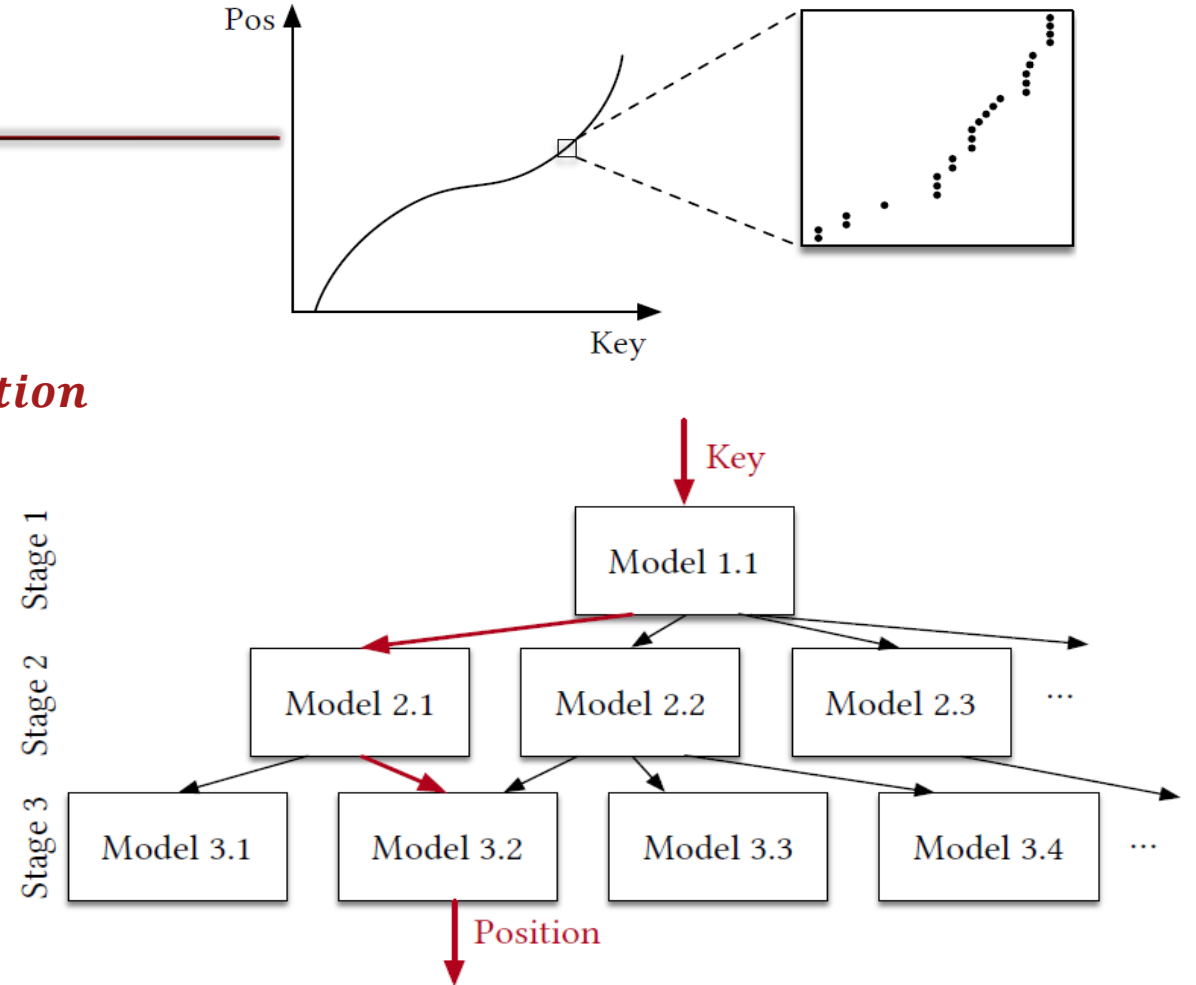 Pos
Key
tion
Key
Stage 1
Model 1.1
Stage 2
Model 2.1
Model 2.2
Model 2.3
...
Stage 3
Model 3.1
Model 3.2
Model 3.3
Model 3.4
...
Position